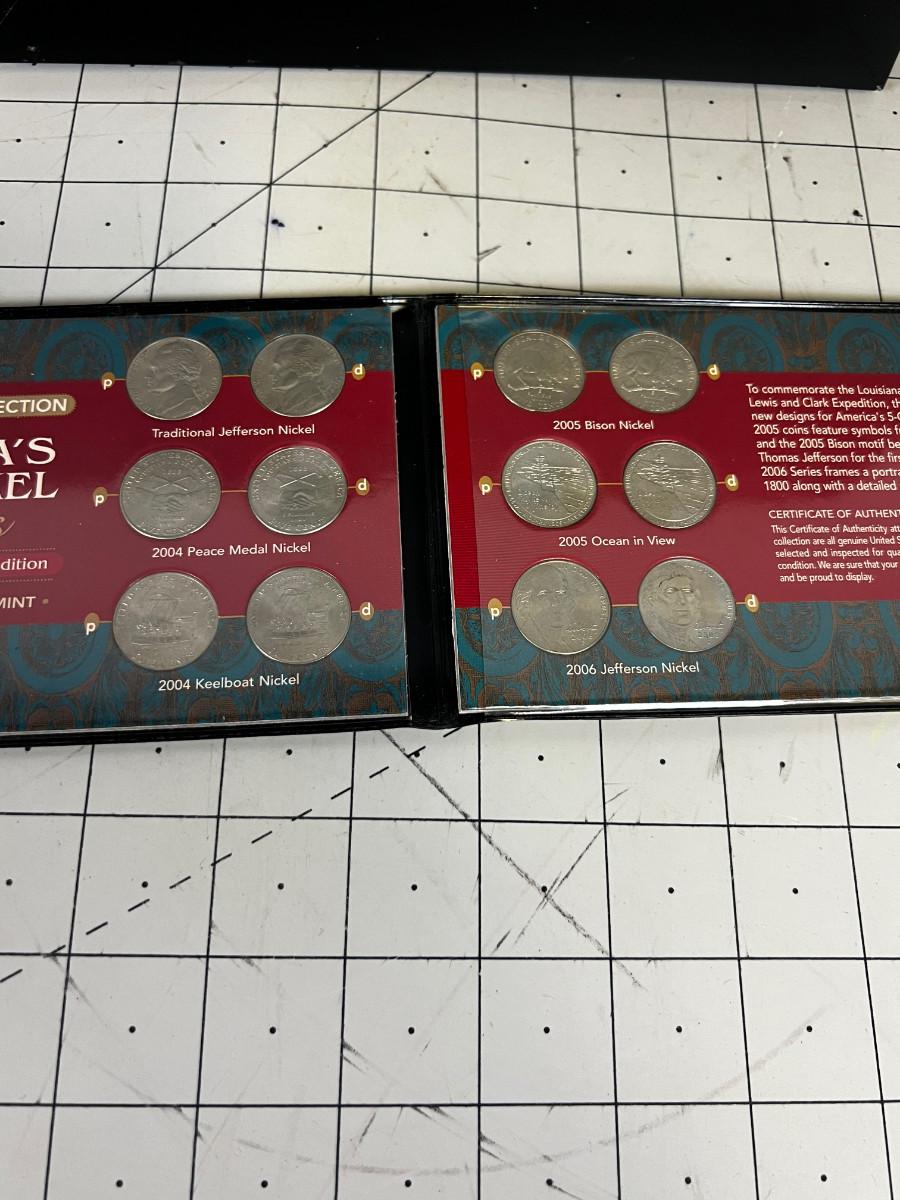 ECTION
A'S
KEL
dition
MINT •
p
d
Traditional Jefferson Nickel
p
d
2004 Peace Medal Nickel
p
d
2004 Keelboat Nickel
p
d
2005 Bison Nickel
p
d
2005 Ocean in View
p
d
2006 Jefferson Nickel
To commemorate the Louisiana
Lewis and Clark Expedition, th
new designs for America's 5-
2005 coins feature symbols f
and the 2005 Bison motif be
Thomas Jefferson for the firs
2006 Series frames a portra
1800 along with a detailed
CERTIFICATE OF AUTHENT
This Certificate of Authenticity att
collection are all genuine United S
selected and inspected for qua
condition. We are sure that your
and be proud to display.